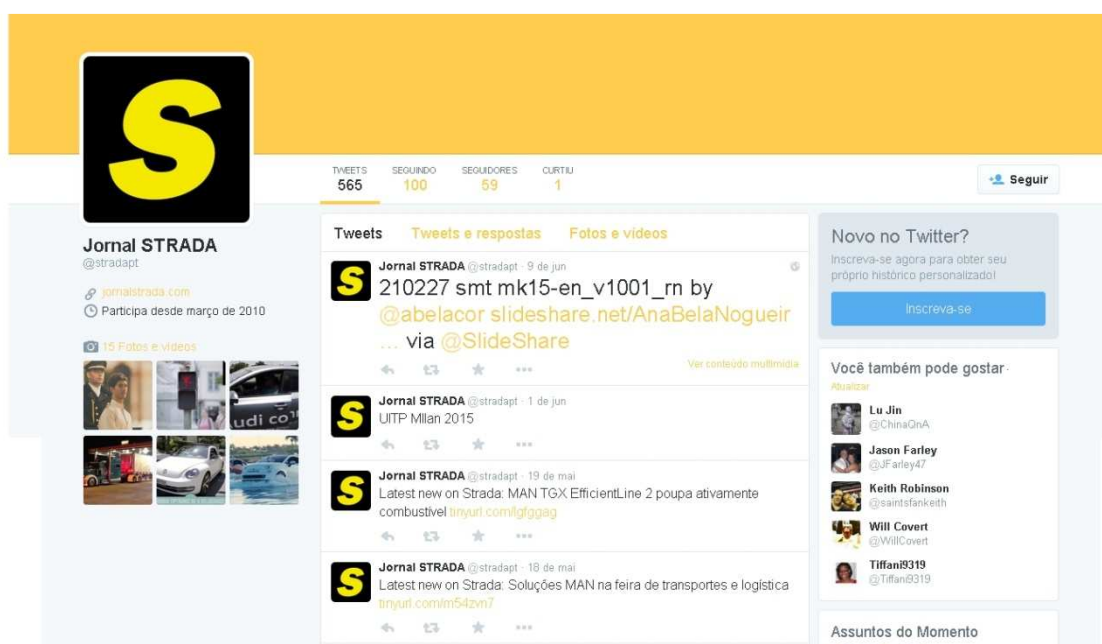 S
TWEETS SEGUINDO SEGUIDORES CURTIU
565 100 59 1
Seguir
Jornal STRADA
@stradapt
jornalstrada.com
Participa desde março de 2010
15 Fotos e vídeos
udi co
Tweets Tweets e respostas Fotos e vídeos
S
Jornal STRADA @stradapt · 9 de jun
210227 smt mk15-en_v1001_rn by
@abelacor slideshare.net/AnaBelaNogueir
... via @SlideShare
Ver conteúdo multimídia
S
Jornal STRADA @stradapt · 1 de jun
UITP MIlan 2015
S
Jornal STRADA @stradapt · 19 de mai
Latest new on Strada: MAN TGX EfficientLine 2 poupa ativamente
combustível tinyurl.com/lgfggag
S
Jornal STRADA @stradapt · 18 de mai
Latest new on Strada: Soluções MAN na feira de transportes e logística
tinyurl.com/m54zvn7
Novo no Twitter?
Inscreva-se agora para obter seu
próprio histórico personalizado!
Inscreva-se
Você também pode gostar ·
Atualizar
Lu Jin
@ChinaQnA
Jason Farley
@JFarley47
Keith Robinson
@saintsfankeith
Will Covert
@WillCovert
Tiffani9319
@Tiffani9319
Assuntos do Momento